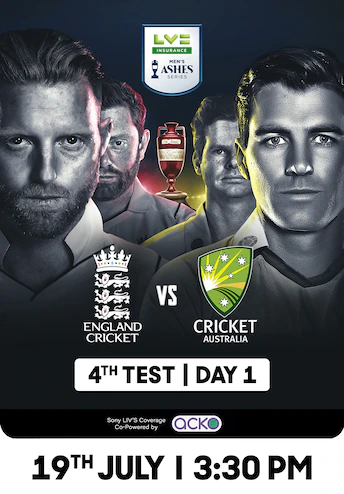 LV=
INSURANCE
MEN'S
ASHES
SERIES
VS
ENGLAND
CRICKET
CRICKET
AUSTRALIA
4TH TEST | DAY 1
Sony LIV'S Coverage
Co-Powered by
acko
19TH JULY | 3:30 PM